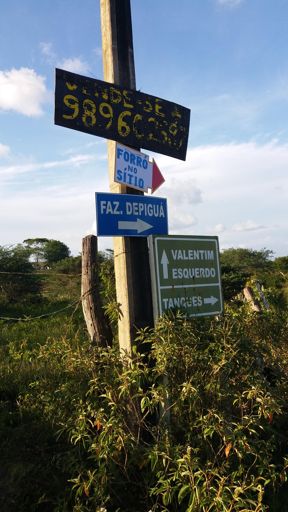 VENDE-SE A
FORRÓ
NO
SÍTIO
FAZ. DEPIGUÁ
VALENTIM
ESQUERDO
TANQUES